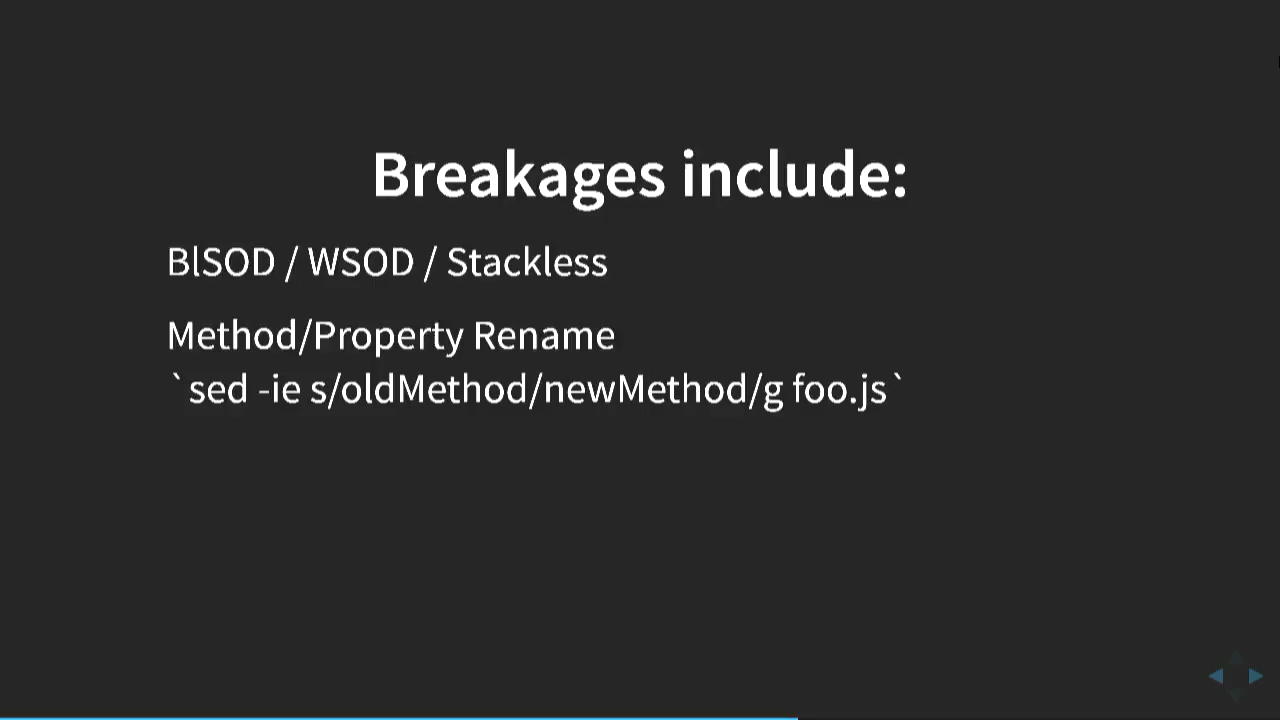 Breakages include:
BlSOD / WSOD / Stackless
Method/Property Rename
`sed -ie s/oldMethod/newMethod/g foo.js`